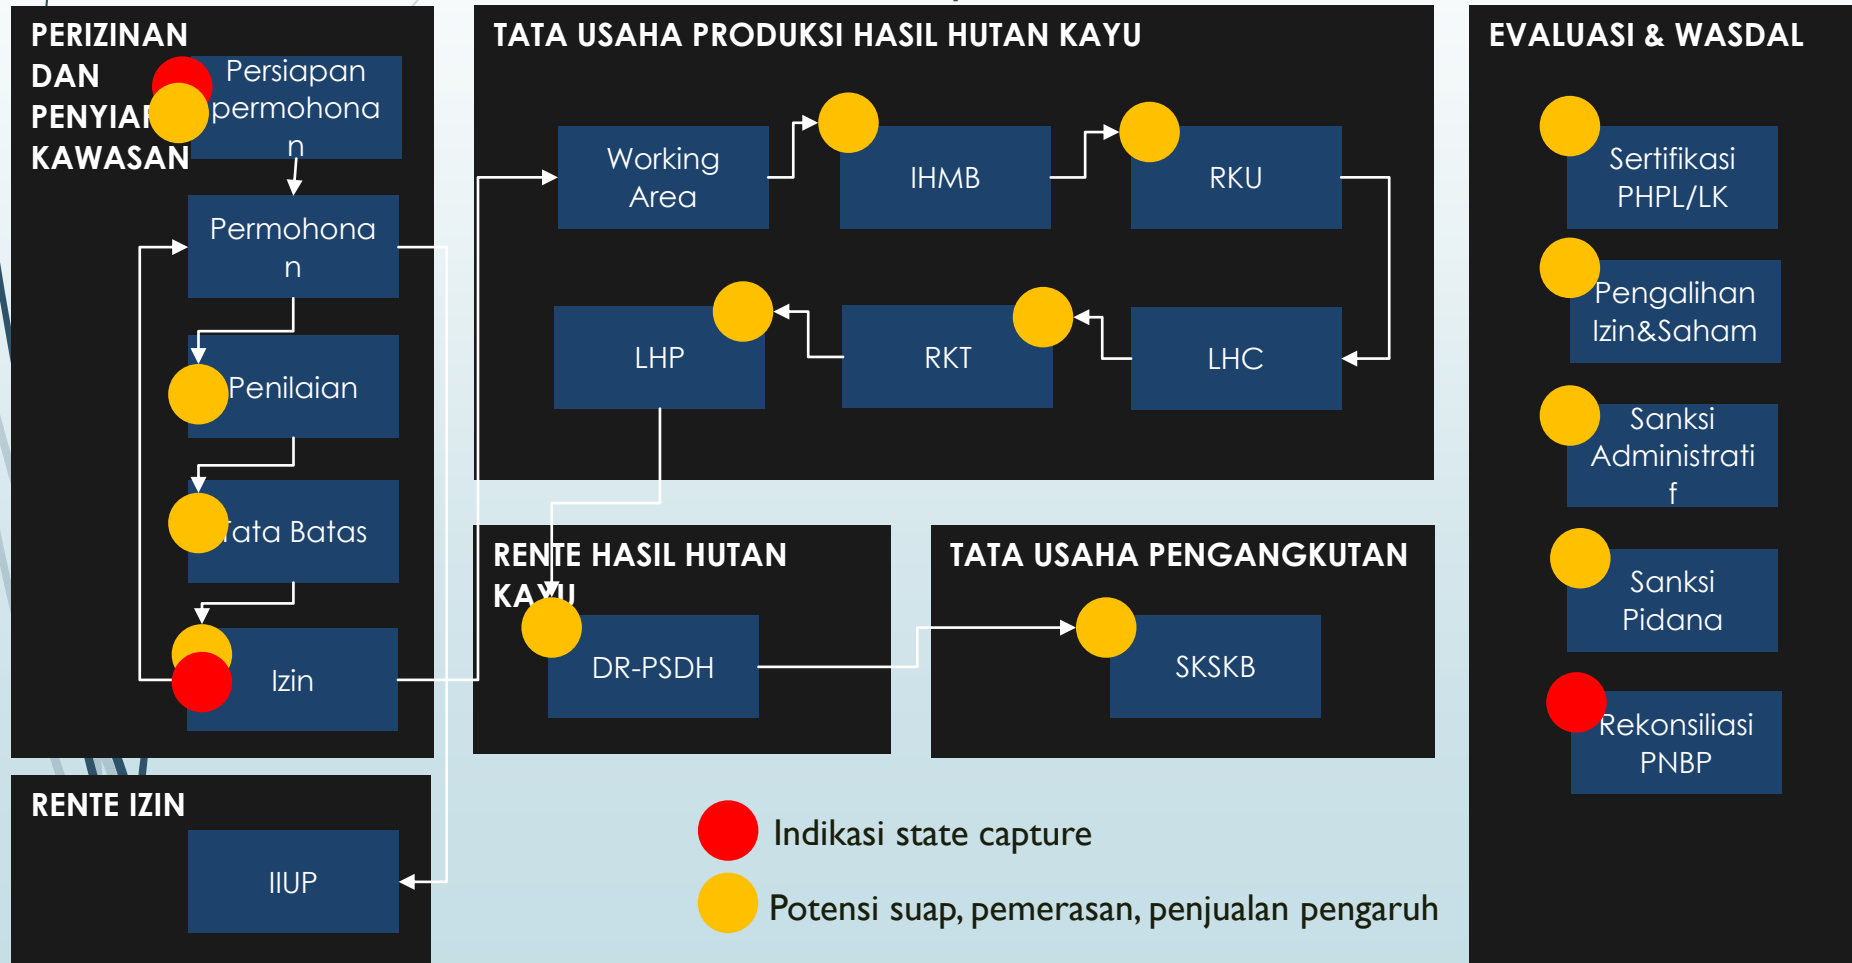 PERIZINAN
DAN
PENYIAP
KAWASAN
Persiapan
permohona
n
Permohona
n
Penilaian
Tata Batas
Izin
RENTE IZIN
IIUP
TATA USAHA PRODUKSI HASIL HUTAN KAYU
Working
Area
IHMB
RKU
LHP
RKT
LHC
RENTE HASIL HUTAN
KAYU
DR-PSDH
TATA USAHA PENGANGKUTAN
SKSKB
Indikasi state capture
Potensi suap, pemerasan, penjualan pengaruh
EVALUASI & WASDAL
Sertifikasi
PHPL/LK
Pengalihan
Izin&Saham
Sanksi
Administrati
f
Sanksi
Pidana
Rekonsiliasi
PNBP